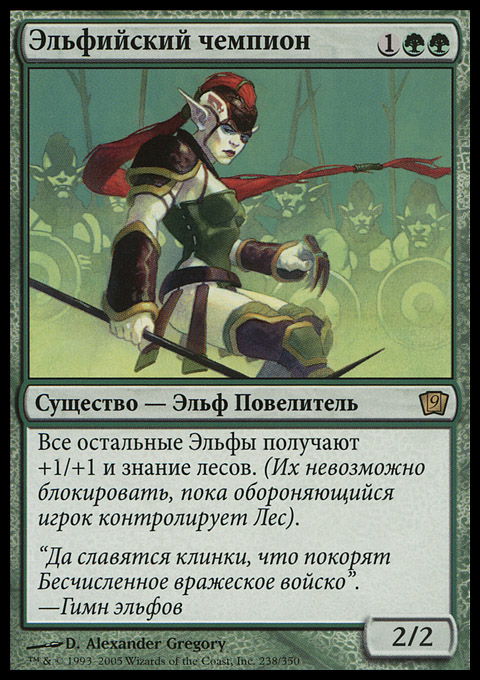 Эльфийский чемпион 1
Существо — Эльф Повелитель 9
Все остальные Эльфы получают
+1/+1 и знание лесов. (Их невозможно
блокировать, пока обороняющийся
игрок контролирует Лес).
“Да славятся клинки, что покорят
Бесчисленное вражеское войско”.
—Гимн эльфов
D. Alexander Gregory
2/2
™ & © 1993–2005 Wizards of the Coast, Inc. 238/350